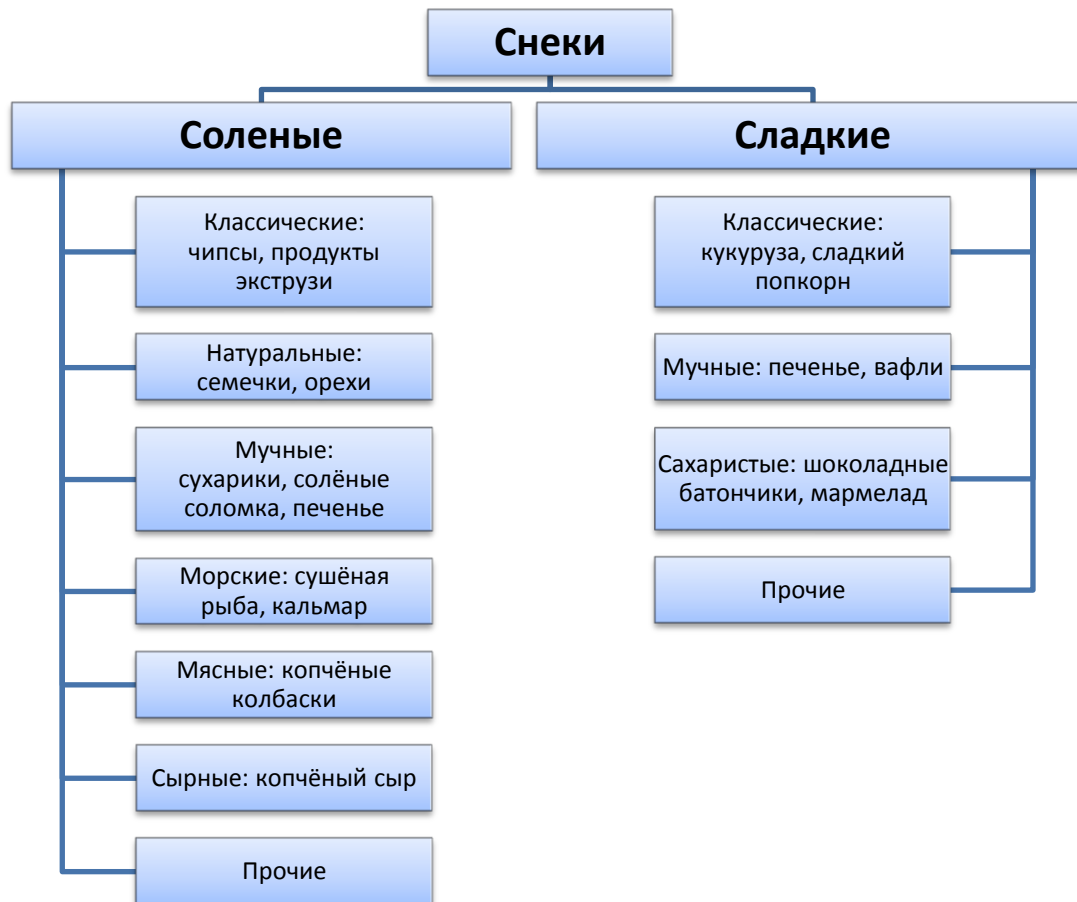 Снеки
Соленые
Классические:
чипсы, продукты
экструзи
Натуральные:
семечки, орехи
Мучные:
сухарики, солёные
соломка, печенье
Морские: сушёная
рыба, кальмар
Мясные: копчёные
колбаски
Сырные: копчёный сыр
Прочие
Сладкие
Классические:
кукуруза, сладкий
попкорн
Мучные: печенье, вафли
Сахаристые: шоколадные
батончики, мармелад
Прочие